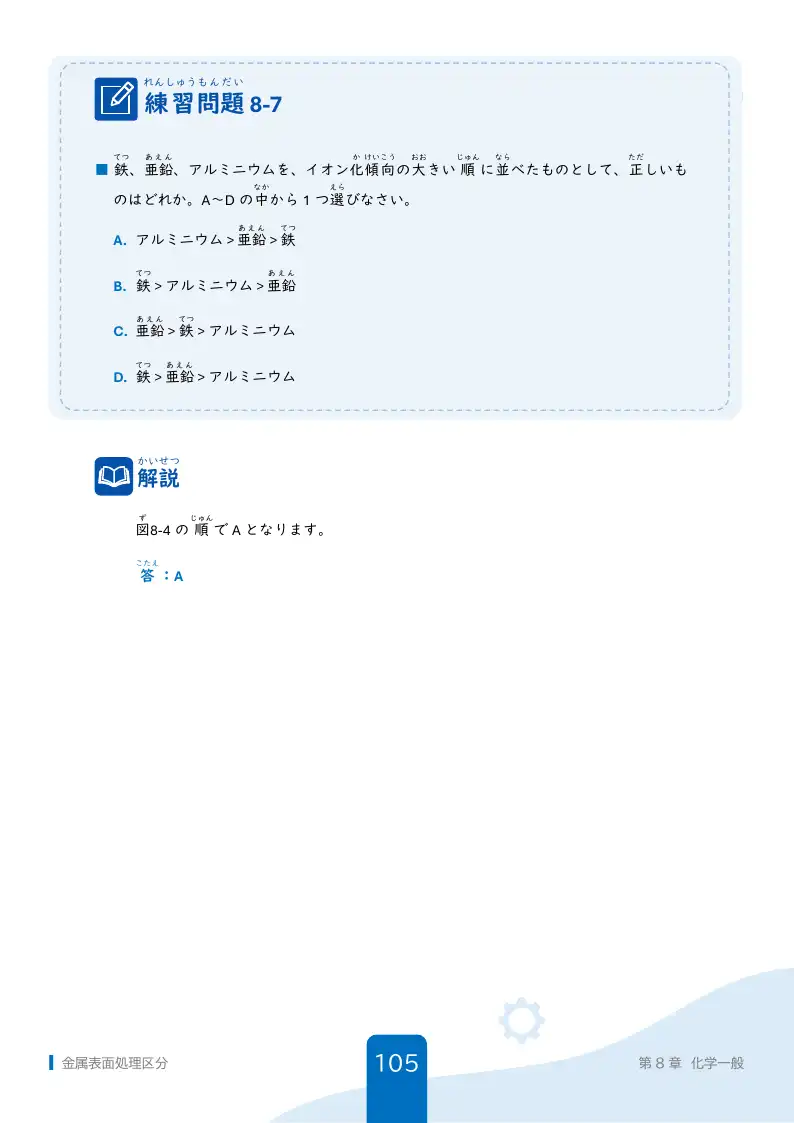 れんしゅうもんだい
練習問題 8-7
てつ あえん か けいこう おお じゅん なら ただ
■ 鉄、亜鉛、アルミニウムを、イオン化傾向の大きい 順 に並べたものとして、正しいも
なか えら
のはどれか。A～D の中から 1 つ選びなさい。
あえん てつ
A. アルミニウム > 亜鉛 > 鉄
てつ あえん
B. 鉄 > アルミニウム > 亜鉛
あえん てつ
C. 亜鉛 > 鉄 > アルミニウム
てつ あえん
D. 鉄 > 亜鉛 > アルミニウム
かいせつ
解説
ず じゅん
図8-4 の 順 で A となります。
こたえ
答 : A
金属表面処理区分
105
第 8 章 化学一般